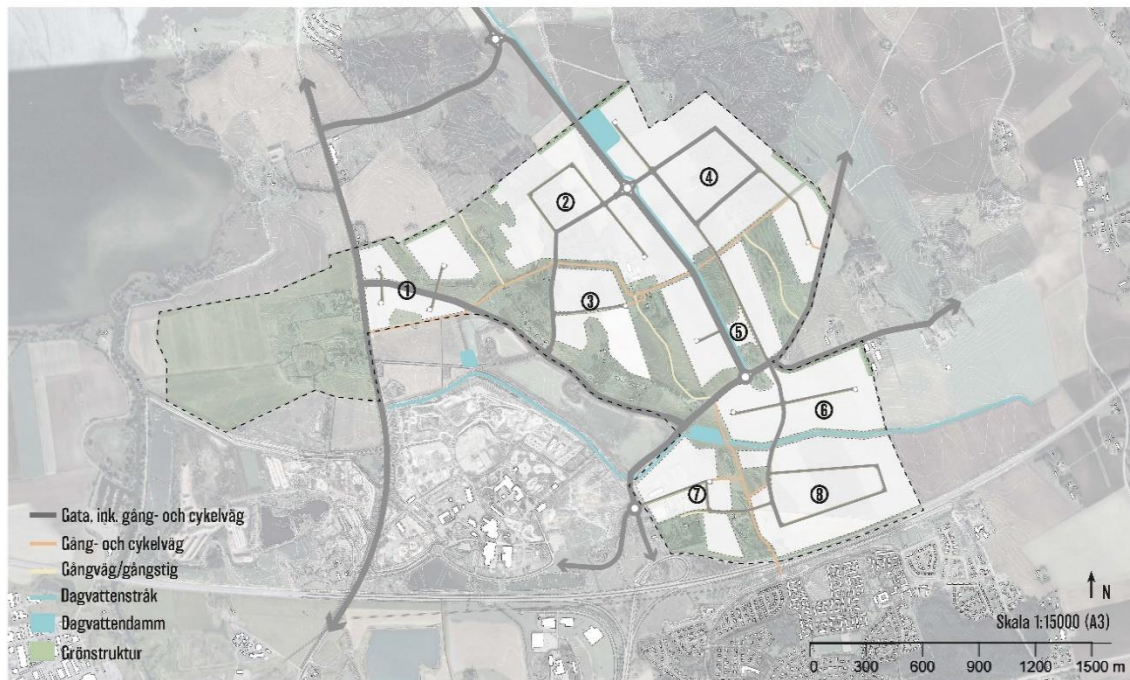 ②
④
①
③
⑤
⑥
⑦
⑧
Gata, ink. gång- och cykelväg
Gång- och cykelväg
Gångväg/gångstig
Dagvattenstråk
Dagvattendamm
Grönstruktur
N
Skala 1:15000 (A3)
0 300 600 900 1200 1500 m